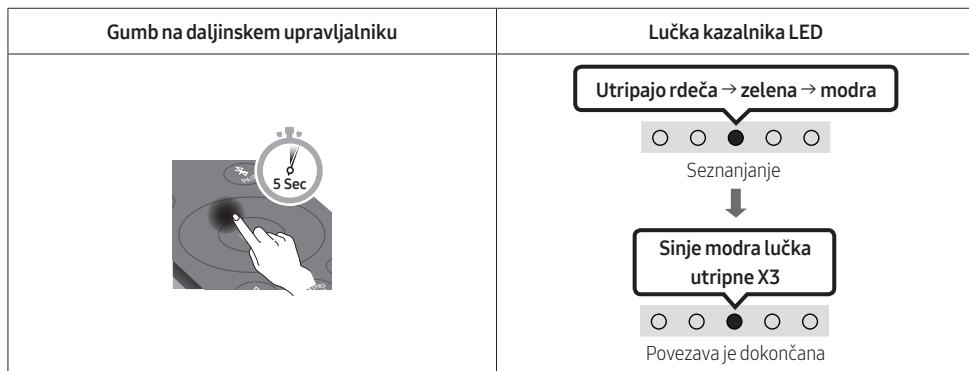 Gumb na daljinskem upravljalniku
Lučka kazalnika LED
5 Sec
Utripajo rdeča → zelena → modra
Seznanjanje
Sinje modra lučka
utripne X3
Povezava je dokončana